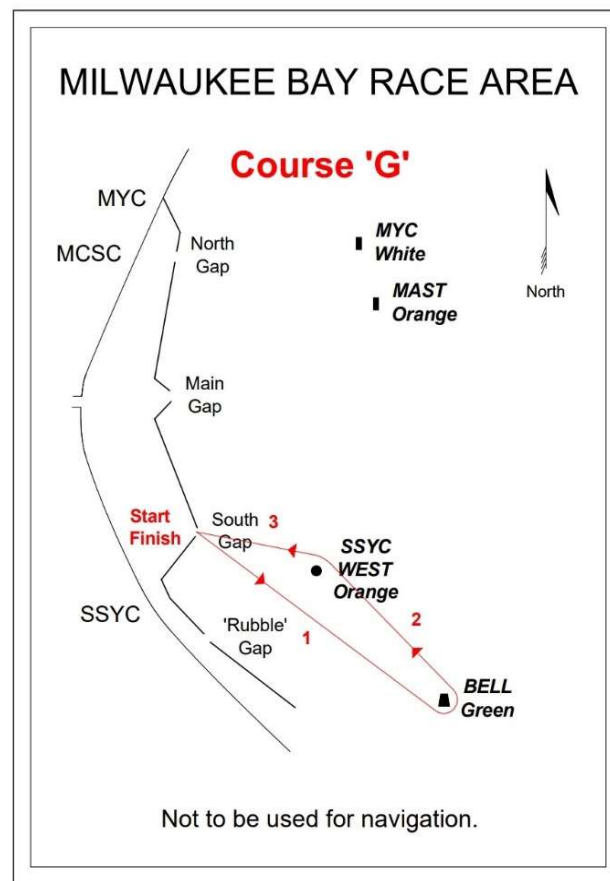 MILWAUKEE BAY RACE AREA
Course 'G'
MYC
MCSC
North
Gap
MYC
White
MAST
Orange
North
Main
Gap
Start
Finish
South
Gap
3
SSYC
WEST
Orange
SSYC
'Rubble'
Gap
1
2
BELL
Green
Not to be used for navigation.